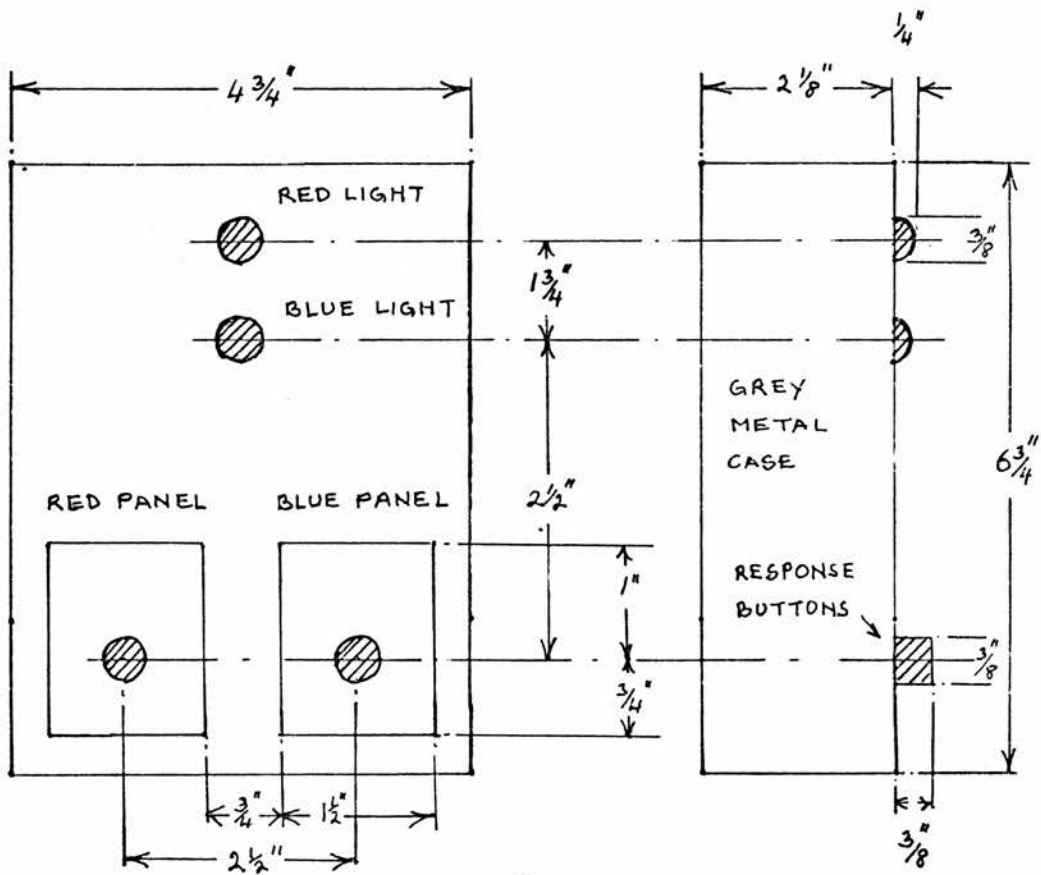 1/4"
4 3/4"
2 1/8"
RED LIGHT
3/8"
1 3/4"
BLUE LIGHT
GREY
METAL
CASE
6 3/4"
2 1/2"
RED PANEL
BLUE PANEL
1"
RESPONSE
BUTTONS
3/8"
3/4"
3/4"
1 1/2"
2 1/2"
3/8"